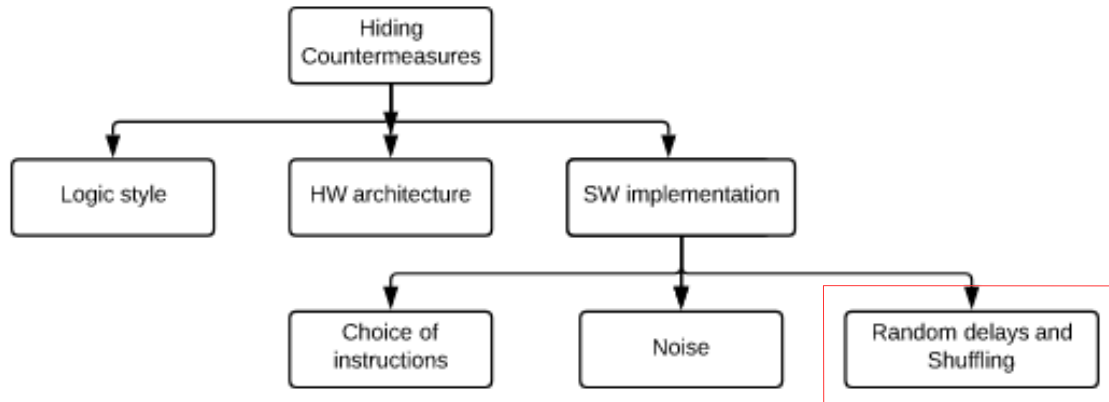 Hiding
Countermeasures
Logic style
HW architecture
SW implementation
Choice of
instructions
Noise
Random delays and
Shuffling